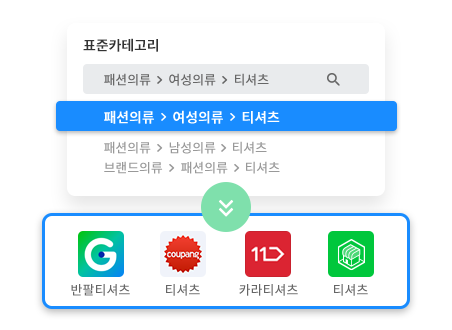 표준카테고리
패션의류 > 여성의류 > 티셔츠
패션의류 > 여성의류 > 티셔츠
패션의류 > 남성의류 > 티셔츠
브랜드의류 > 패션의류 > 티셔츠
G coupang 11
반팔티셔츠 티셔츠 카라티셔츠 티셔츠